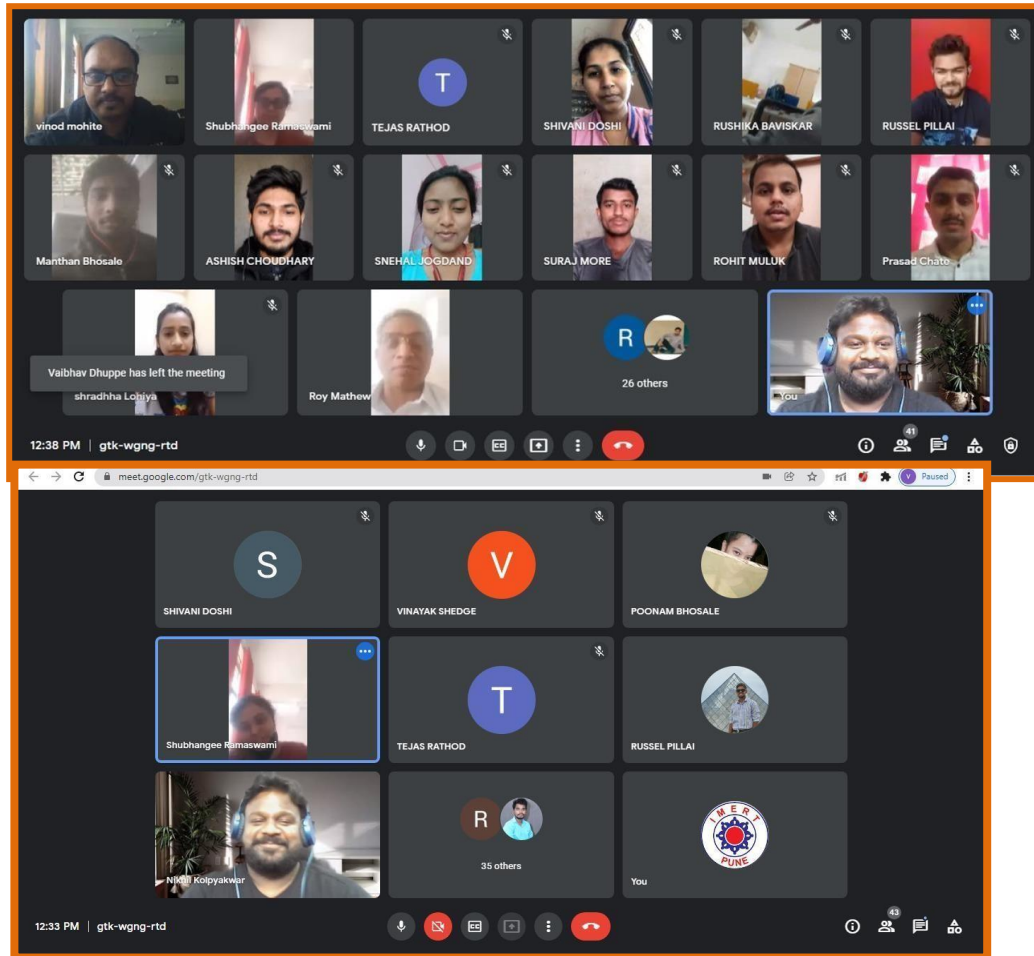 T
vinod mohite
Shubhangee Ramaswami
TEJAS RATHOD
SHIVANI DOSHI
RUSHIKA BAVISKAR
RUSSEL PILLAI
Manthan Bhosale
ASHISH CHOUDHARY
SNEHAL JOGDAND
SURAJ MORE
ROHIT MULUK
Prasad Chate
Vaibhav Dhuppe has left the meeting
shradhha Lohiya
Roy Mathew
R
26 others
You
12:38 PM | gtk-wgng-rtd
CC
41
meet.google.com/gtk-wgng-rtd
V
Paused
S
V
SHIVANI DOSHI
VINAYAK SHEDGE
POONAM BHOSALE
T
Shubhangee Ramaswami
TEJAS RATHOD
RUSSEL PILLAI
R
IMERT
PUNE
Nikhil Kolpyakwar
35 others
You
12:33 PM | gtk-wgng-rtd
CC
43